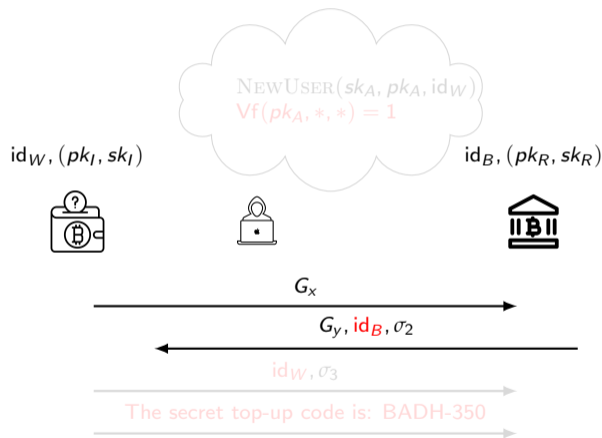 NewUser(sk_A, pk_A, id_W)
Vf(pk_A, *, *) = 1
id_W, (pk_I, sk_I)
id_B, (pk_R, sk_R)
?
G_x
G_y, id_B, σ_2
id_W, σ_3
The secret top-up code is: BADH-350